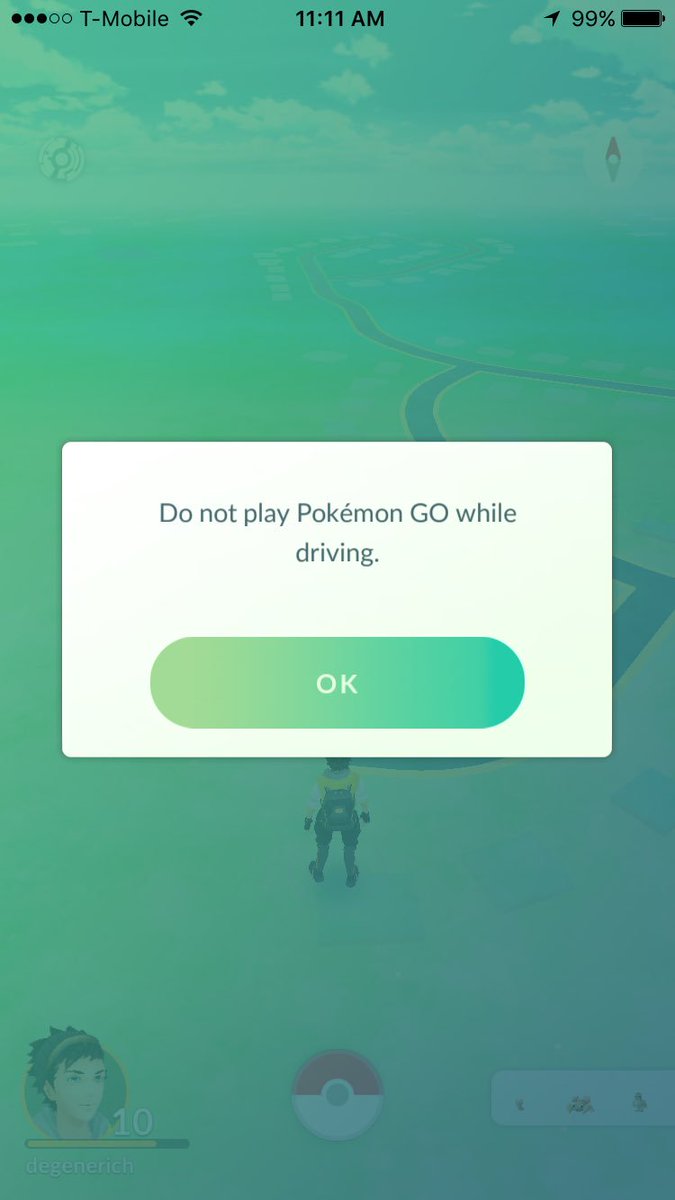 T-Mobile 11:11 AM 99%
Do not play Pokémon GO while
driving.
OK
10
degenerich